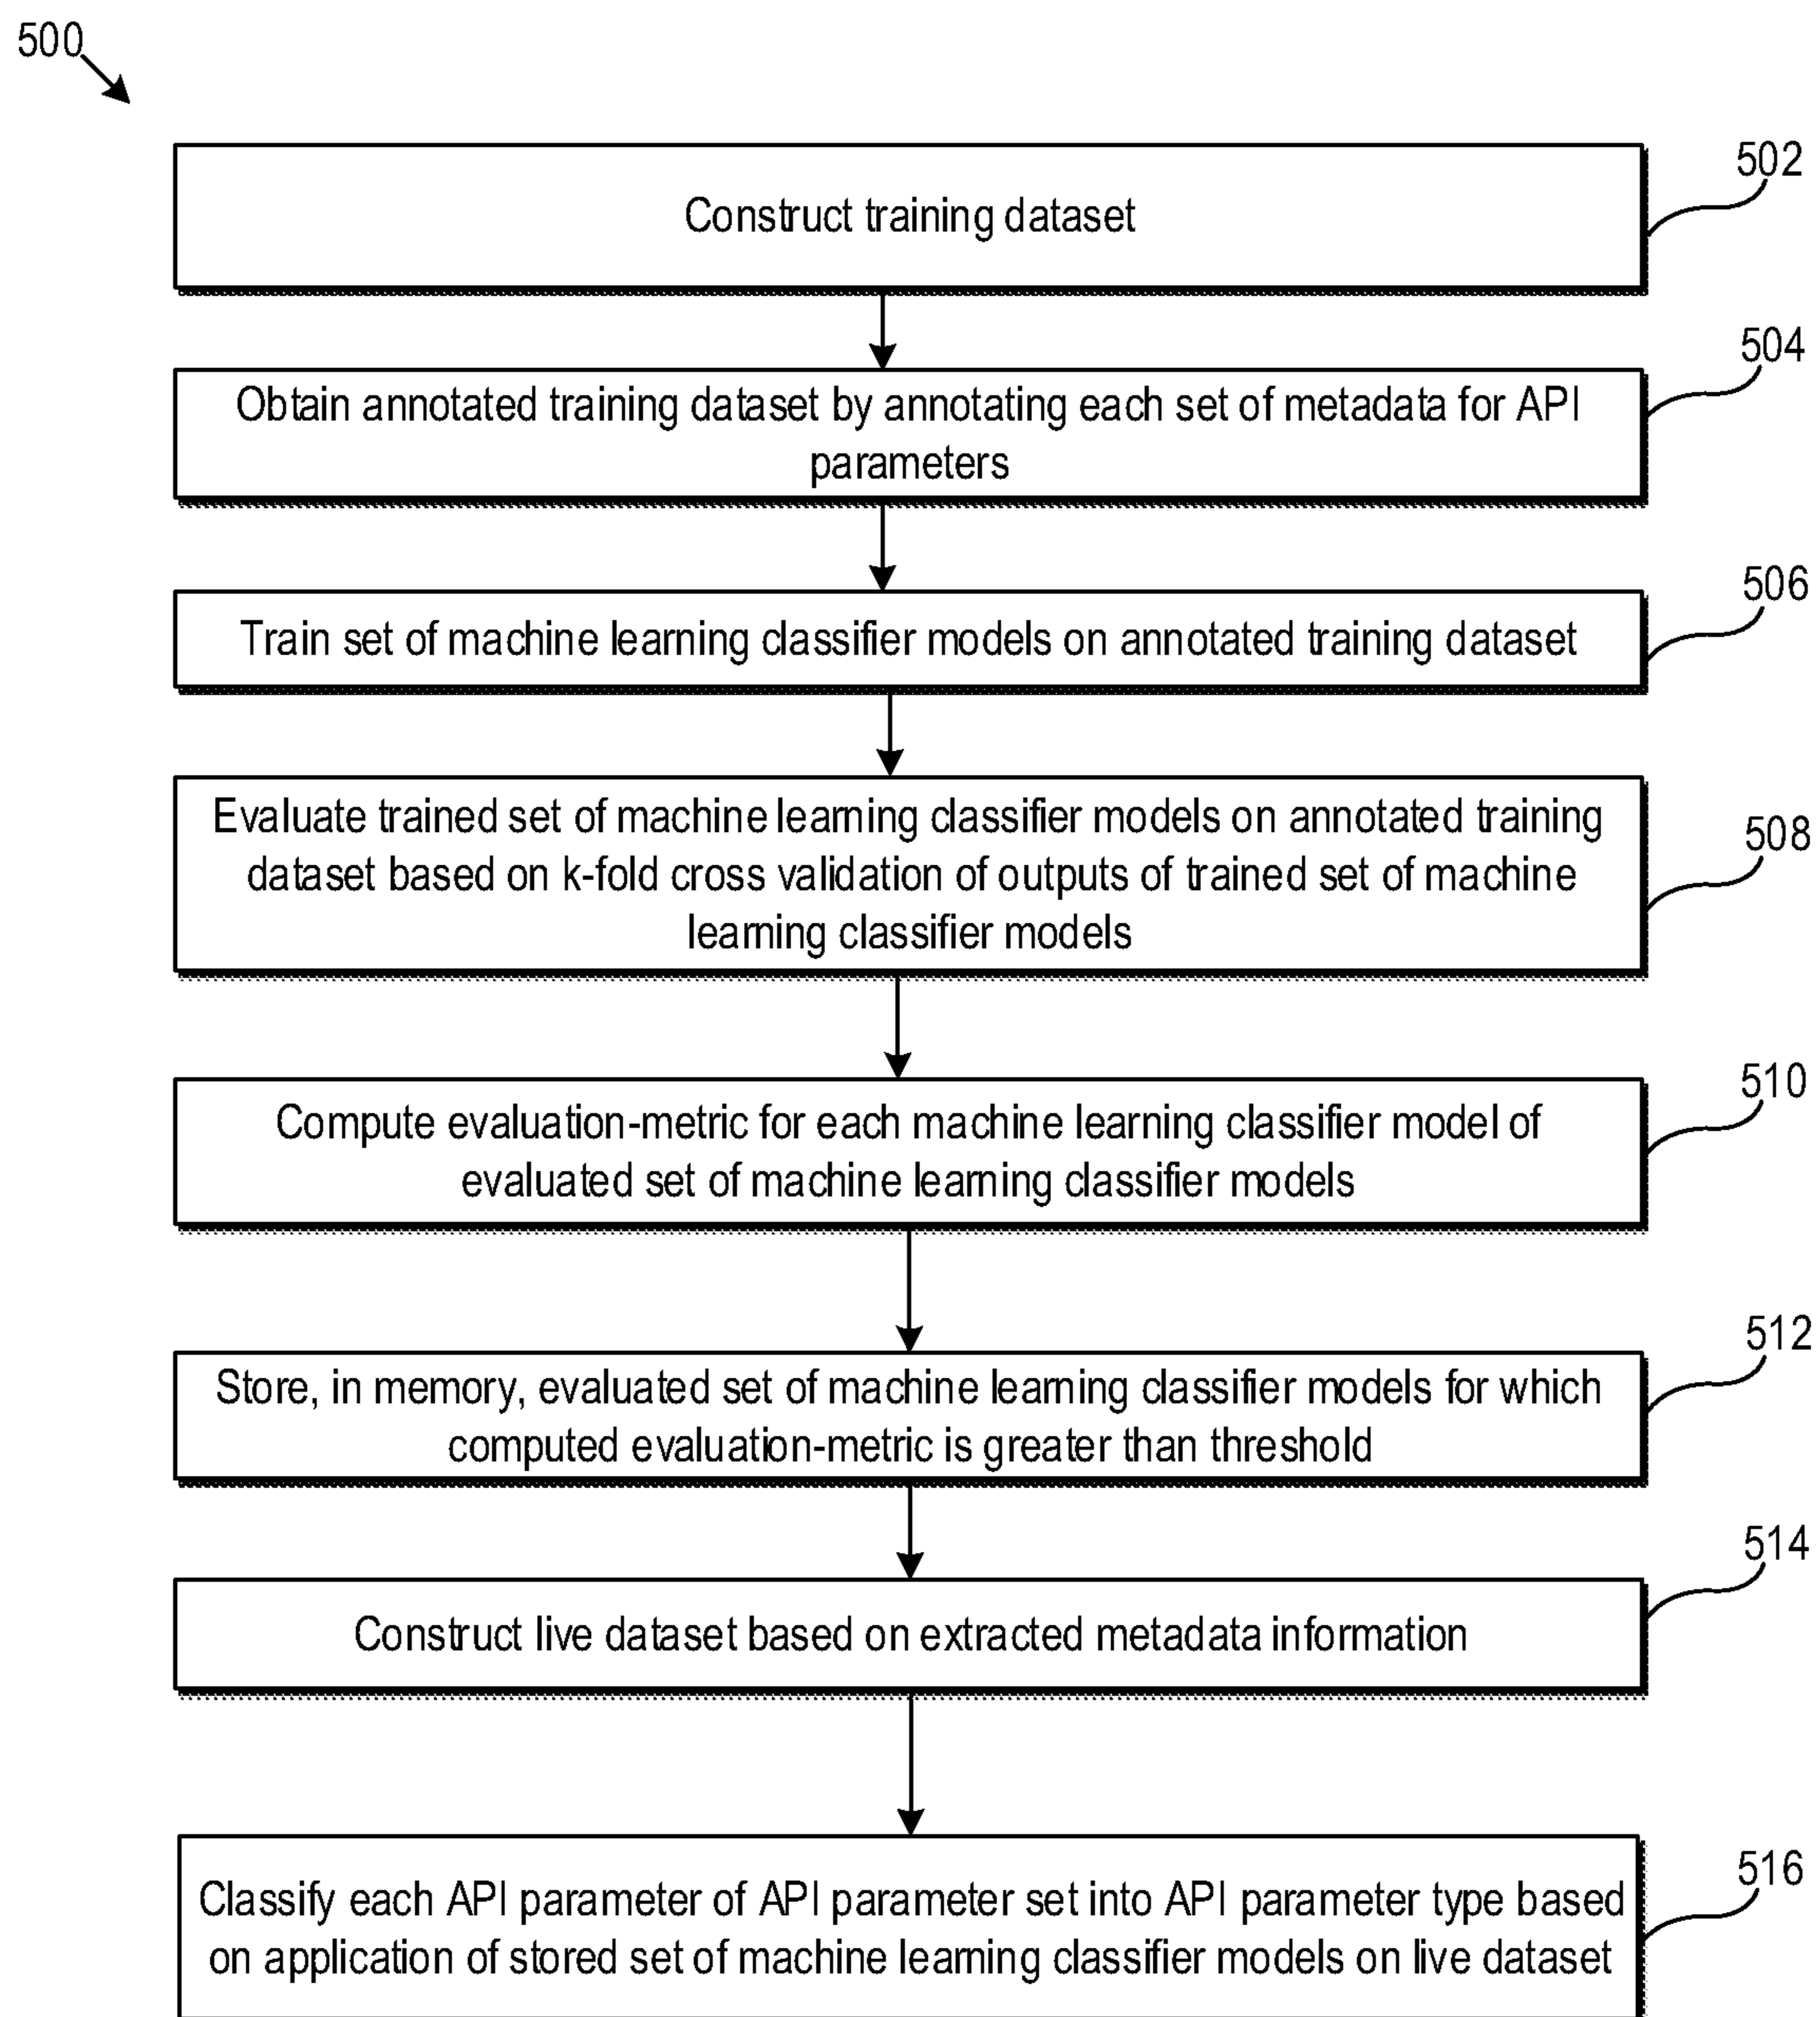 500
502
Construct training dataset
504
Obtain annotated training dataset by annotating each set of metadata for API
parameters
506
Train set of machine learning classifier models on annotated training dataset
508
Evaluate trained set of machine learning classifier models on annotated training
dataset based on k-fold cross validation of outputs of trained set of machine
learning classifier models
510
Compute evaluation-metric for each machine learning classifier model of
evaluated set of machine learning classifier models
512
Store, in memory, evaluated set of machine learning classifier models for which
computed evaluation-metric is greater than threshold
514
Construct live dataset based on extracted metadata information
516
Classify each API parameter of API parameter set into API parameter type based
on application of stored set of machine learning classifier models on live dataset